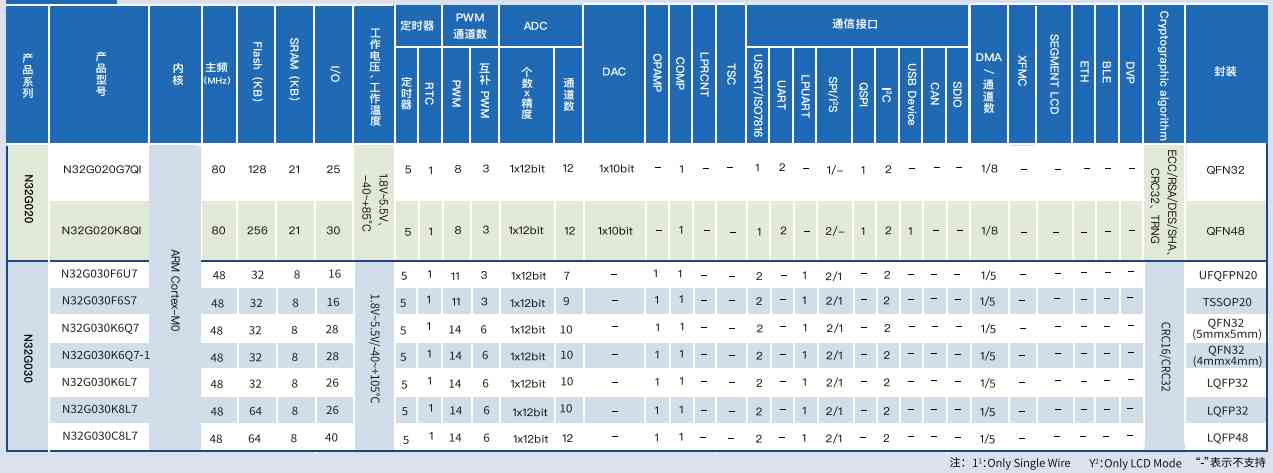 产品系列 产品型号 内核 主频(MHz) Flash (KB) SRAM (KB) I/O 工作电压、工作温度 定时器 PWM 通道数 ADC DAC OPAMP COMP LPRCNT TSC 通信接口 DMA / 通道数 XFMC SEGMENT LCD ETH BLE DVP Cryptographic algorithm 封装
定时器 RTC PWM 互补 PWM 个数x精度 通道数 USART/ISO7816 UART LPUART SPI/I²S QSPI I²C USB Device CAN SDIO
N32G020
ARM Cortex-M0
1.8V~5.5V、-40~+85°C
ECC/RSA/DES/SHA、CRC32、TRNG
N32G020G7QI 80 128 21 25 5 1 8 3 1x12bit 12 1x10bit – 1 – – 1 2 – 1/– 1 2 – – – 1/8 – – – – – QFN32
N32G020K8QI 80 256 21 30 5 1 8 3 1x12bit 12 1x10bit – 1 – – 1 2 – 2/– 1 2 1 – – 1/8 – – – – – QFN48
N32G030
1.8V~5.5V/-40~+105°C
CRC16/CRC32
N32G030F6U7 48 32 8 16 5 1 11 3 1x12bit 7 – 1 1 – – 2 – 1 2/1 – 2 – – – 1/5 – – – – – UFQFPN20
N32G030F6S7 48 32 8 16 5 1 11 3 1x12bit 9 – 1 1 – – 2 – 1 2/1 – 2 – – – 1/5 – – – – – TSSOP20
N32G030K6Q7 48 32 8 28 5 1 14 6 1x12bit 10 – 1 1 – – 2 – 1 2/1 – 2 – – – 1/5 – – – – – QFN32 (5mmx5mm)
N32G030K6Q7-1 48 32 8 28 5 1 14 6 1x12bit 10 – 1 1 – – 2 – 1 2/1 – 2 – – – 1/5 – – – – – QFN32 (4mmx4mm)
N32G030K6L7 48 32 8 26 5 1 14 6 1x12bit 10 – 1 1 – – 2 – 1 2/1 – 2 – – – 1/5 – – – – – LQFP32
N32G030K8L7 48 64 8 26 5 1 14 6 1x12bit 10 – 1 1 – – 2 – 1 2/1 – 2 – – – 1/5 – – – – – LQFP32
N32G030C8L7 48 64 8 40 5 1 14 6 1x12bit 12 – 1 1 – – 2 – 1 2/1 – 2 – – – 1/5 – – – – – LQFP48
注：1¹:Only Single Wire Y²:Only LCD Mode “-”表示不支持